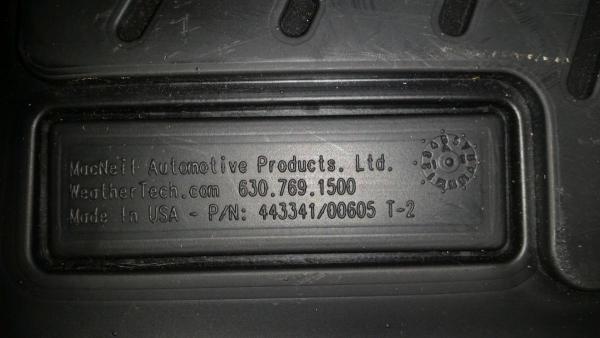 MacNeil Automotive Products, Ltd.
WeatherTech.com 630.769.1500
Made In USA - P/N: 443341/00605 T-2